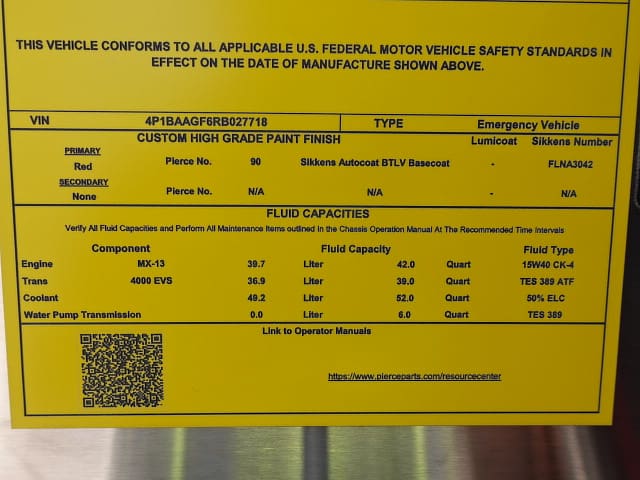 THIS VEHICLE CONFORMS TO ALL APPLICABLE U.S. FEDERAL MOTOR VEHICLE SAFETY STANDARDS IN
EFFECT ON THE DATE OF MANUFACTURE SHOWN ABOVE.
VIN 4P1BAAGF6RB027718 TYPE Emergency Vehicle
CUSTOM HIGH GRADE PAINT FINISH Lumicoat Sikkens Number
PRIMARY
Red Pierce No. 90 Sikkens Autocoat BTLV Basecoat - FLNA3042
SECONDARY
None Pierce No. N/A N/A - N/A
FLUID CAPACITIES
Verify All Fluid Capacities and Perform All Maintenance Items outlined in the Chassis Operation Manual At The Recommended Time Intervals
Component Fluid Capacity Fluid Type
Engine MX-13 39.7 Liter 42.0 Quart 15W40 CK-4
Trans 4000 EVS 36.9 Liter 39.0 Quart TES 389 ATF
Coolant 49.2 Liter 52.0 Quart 50% ELC
Water Pump Transmission 0.0 Liter 6.0 Quart TES 389
Link to Operator Manuals
https://www.pierceparts.com/resourcecenter